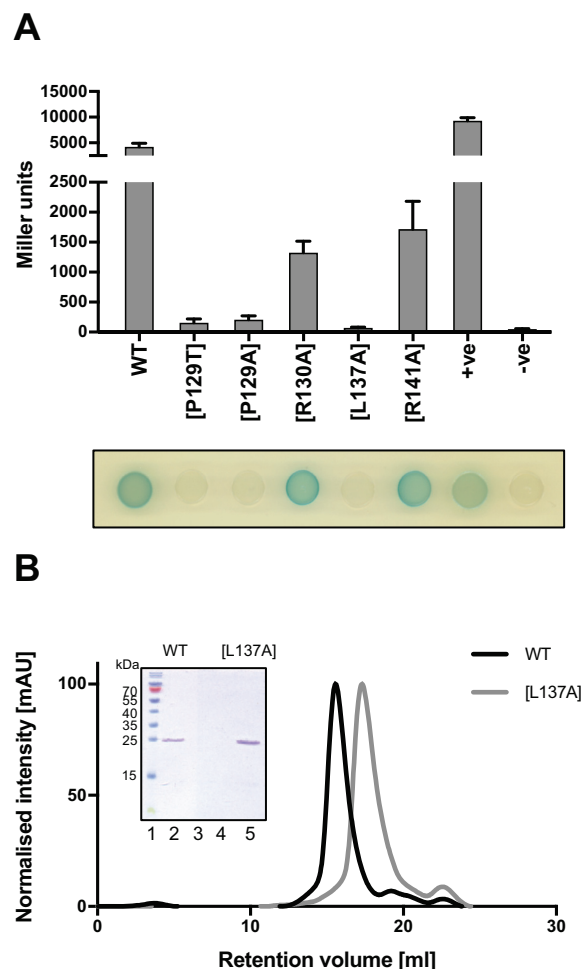 A
Miller units
15000
10000
5000
2500
2000
1500
1000
500
0
WT
[P129T]
[P129A]
[R130A]
[L137A]
[R141A]
+ve
-ve
B
Normalised intensity [mAU]
100
50
0
kDa
WT [L137A]
70
55
40
35
25
15
1 2 3 4 5
WT
[L137A]
0 10 20 30
Retention volume [ml]